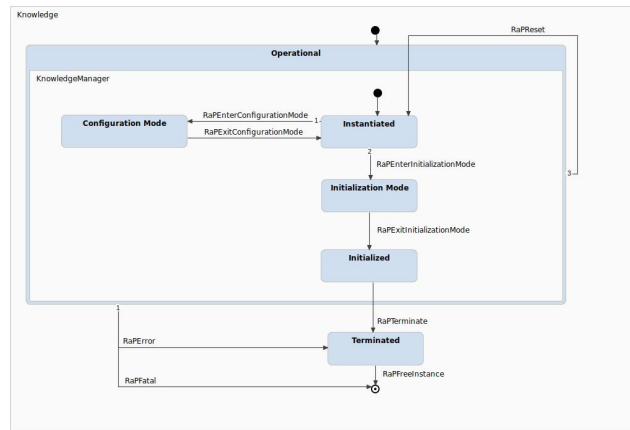 Knowledge
RaPReset
Operational
KnowledgeManager
RaPEnterConfigurationMode
1
Configuration Mode
Instantiated
RaPExitConfigurationMode
2
RaPEnterInitializationMode
3
Initialization Mode
RaPExitInitializationMode
Initialized
1
RaPTerminate
RaPError
Terminated
RaPFreeInstance
RaPFatal